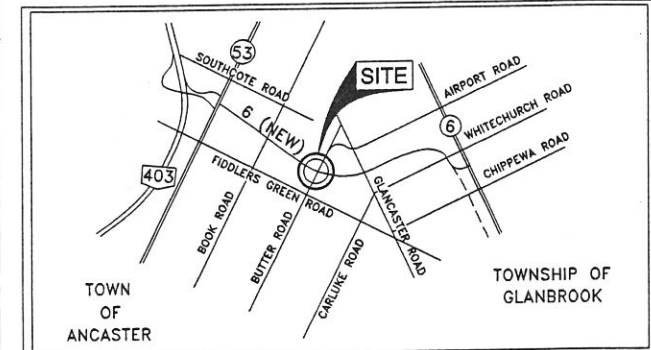 53
SOUTHCOTE ROAD
SITE
AIRPORT ROAD
6 (NEW)
6
WHITECHURCH ROAD
403
FIDDLERS GREEN ROAD
GLANCASTER ROAD
CHIPPEWA ROAD
BOOK ROAD
BUTTER ROAD
CARLUKE ROAD
TOWN
OF
ANCASTER
TOWNSHIP OF
GLANBROOK